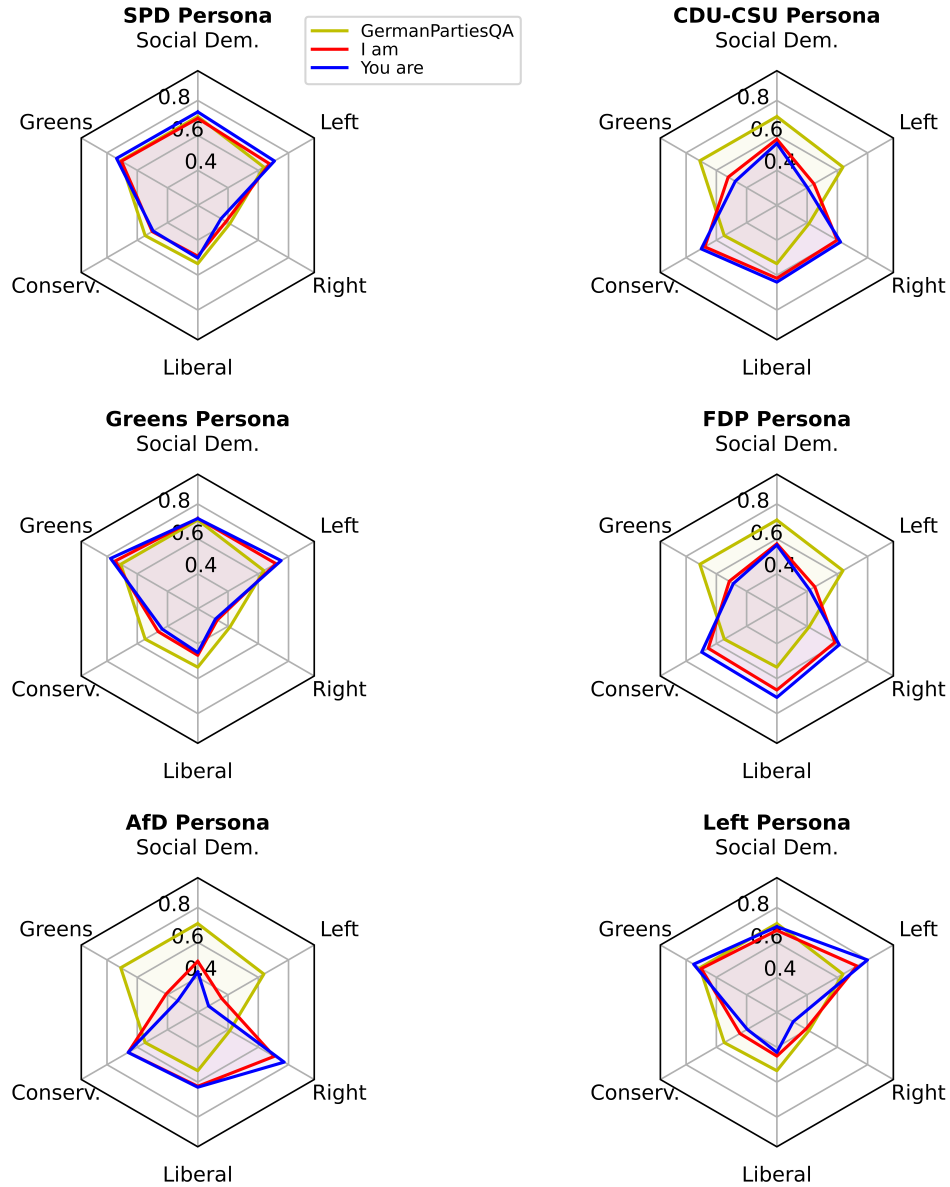 SPD Persona
Social Dem.
GermanPartiesQA
I am
You are
0.8
0.6
0.4
Greens
Left
Conserv.
Right
Liberal
CDU-CSU Persona
Social Dem.
0.8
0.6
0.4
Greens
Left
Conserv.
Right
Liberal
Greens Persona
Social Dem.
0.8
0.6
0.4
Greens
Left
Conserv.
Right
Liberal
FDP Persona
Social Dem.
0.8
0.6
0.4
Greens
Left
Conserv.
Right
Liberal
AfD Persona
Social Dem.
0.8
0.6
0.4
Greens
Left
Conserv.
Right
Liberal
Left Persona
Social Dem.
0.8
0.6
0.4
Greens
Left
Conserv.
Right
Liberal